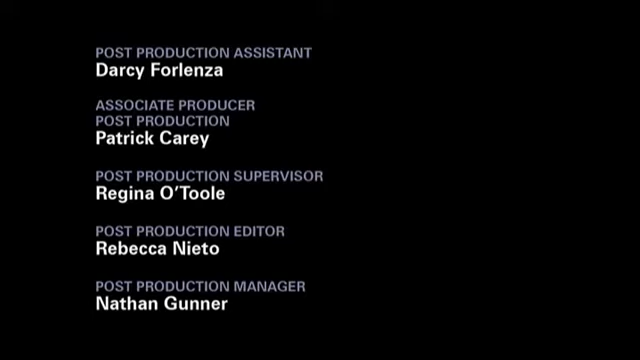 POST PRODUCTION ASSISTANT
Darcy Forlenza
ASSOCIATE PRODUCER
POST PRODUCTION
Patrick Carey
POST PRODUCTION SUPERVISOR
Regina O'Toole
POST PRODUCTION EDITOR
Rebecca Nieto
POST PRODUCTION MANAGER
Nathan Gunner